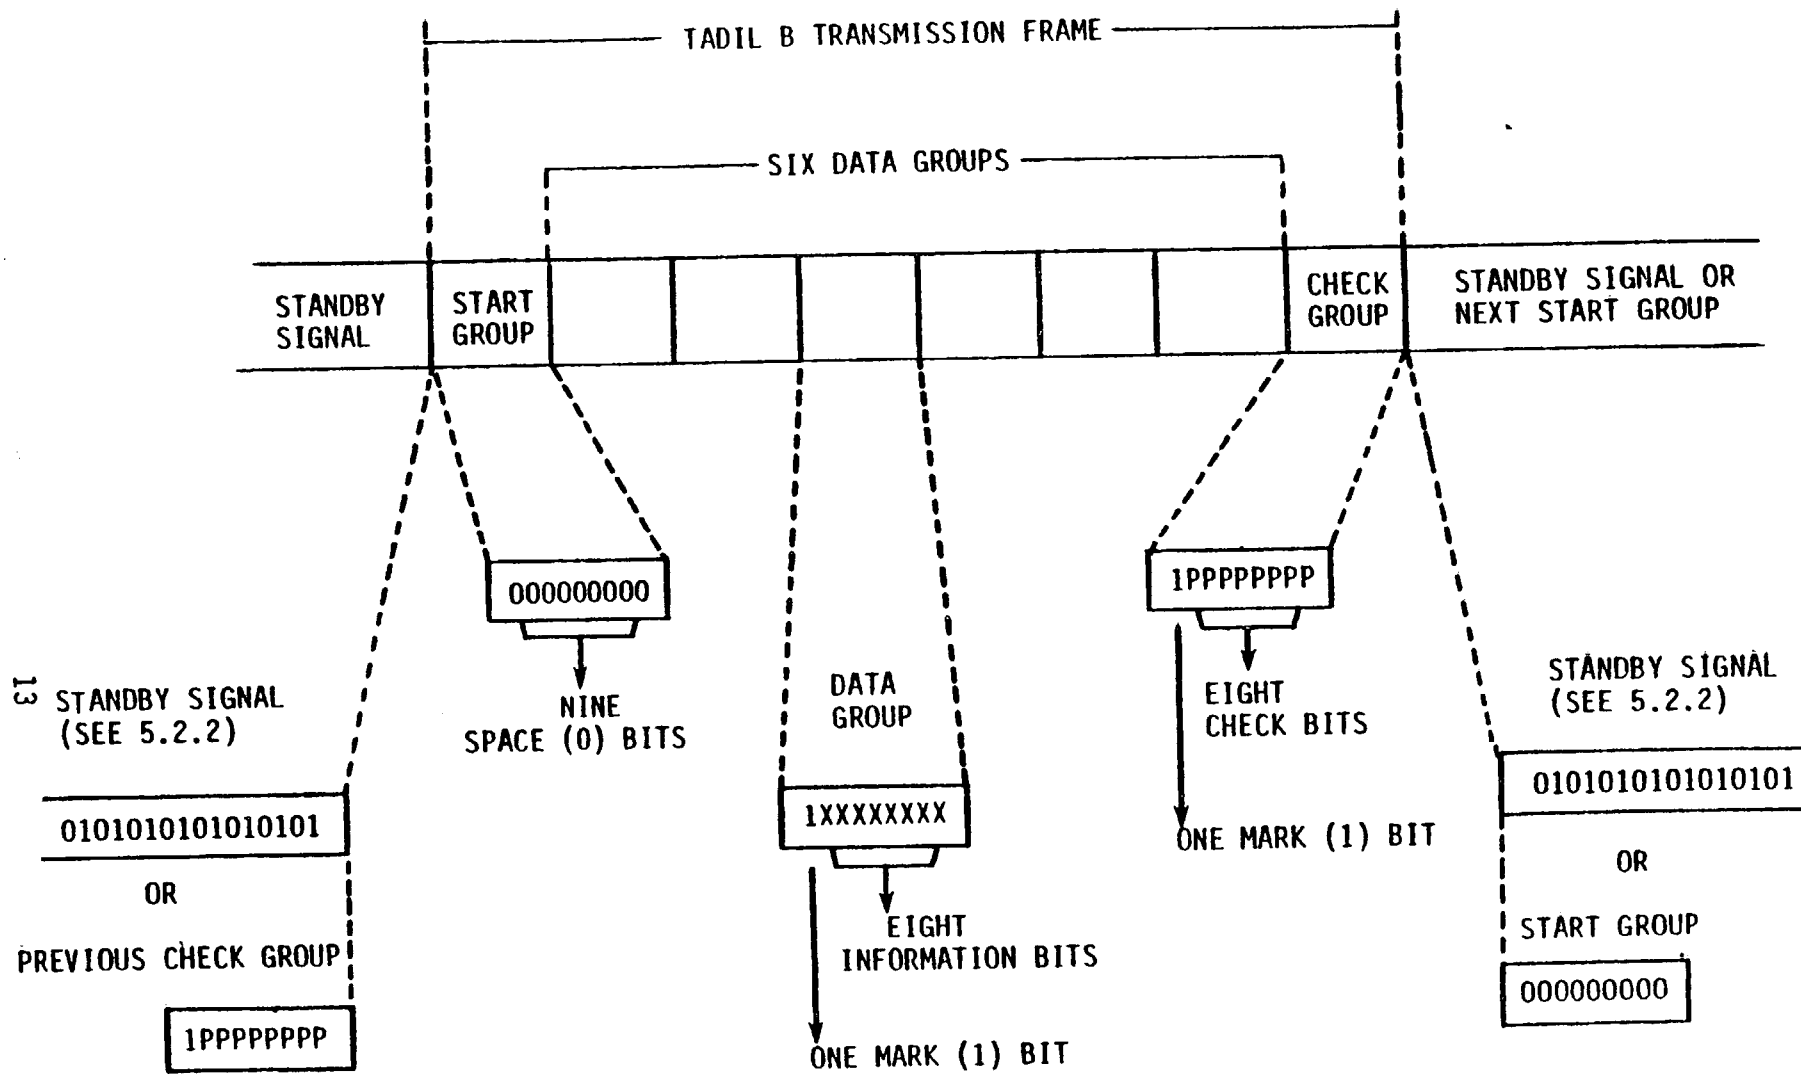 TADIL B TRANSMISSION FRAME
SIX DATA GROUPS
STANDBY
SIGNAL
START
GROUP
CHECK
GROUP
STANDBY SIGNAL OR
NEXT START GROUP
000000000
NINE
SPACE (0) BITS
1PPPPPPPP
EIGHT
CHECK BITS
ONE MARK (1) BIT
13
STANDBY SIGNAL
(SEE 5.2.2)
0101010101010101
OR
PREVIOUS CHECK GROUP
1PPPPPPPP
DATA
GROUP
1XXXXXXXX
EIGHT
INFORMATION BITS
ONE MARK (1) BIT
STANDBY SIGNAL
(SEE 5.2.2)
0101010101010101
OR
START GROUP
000000000